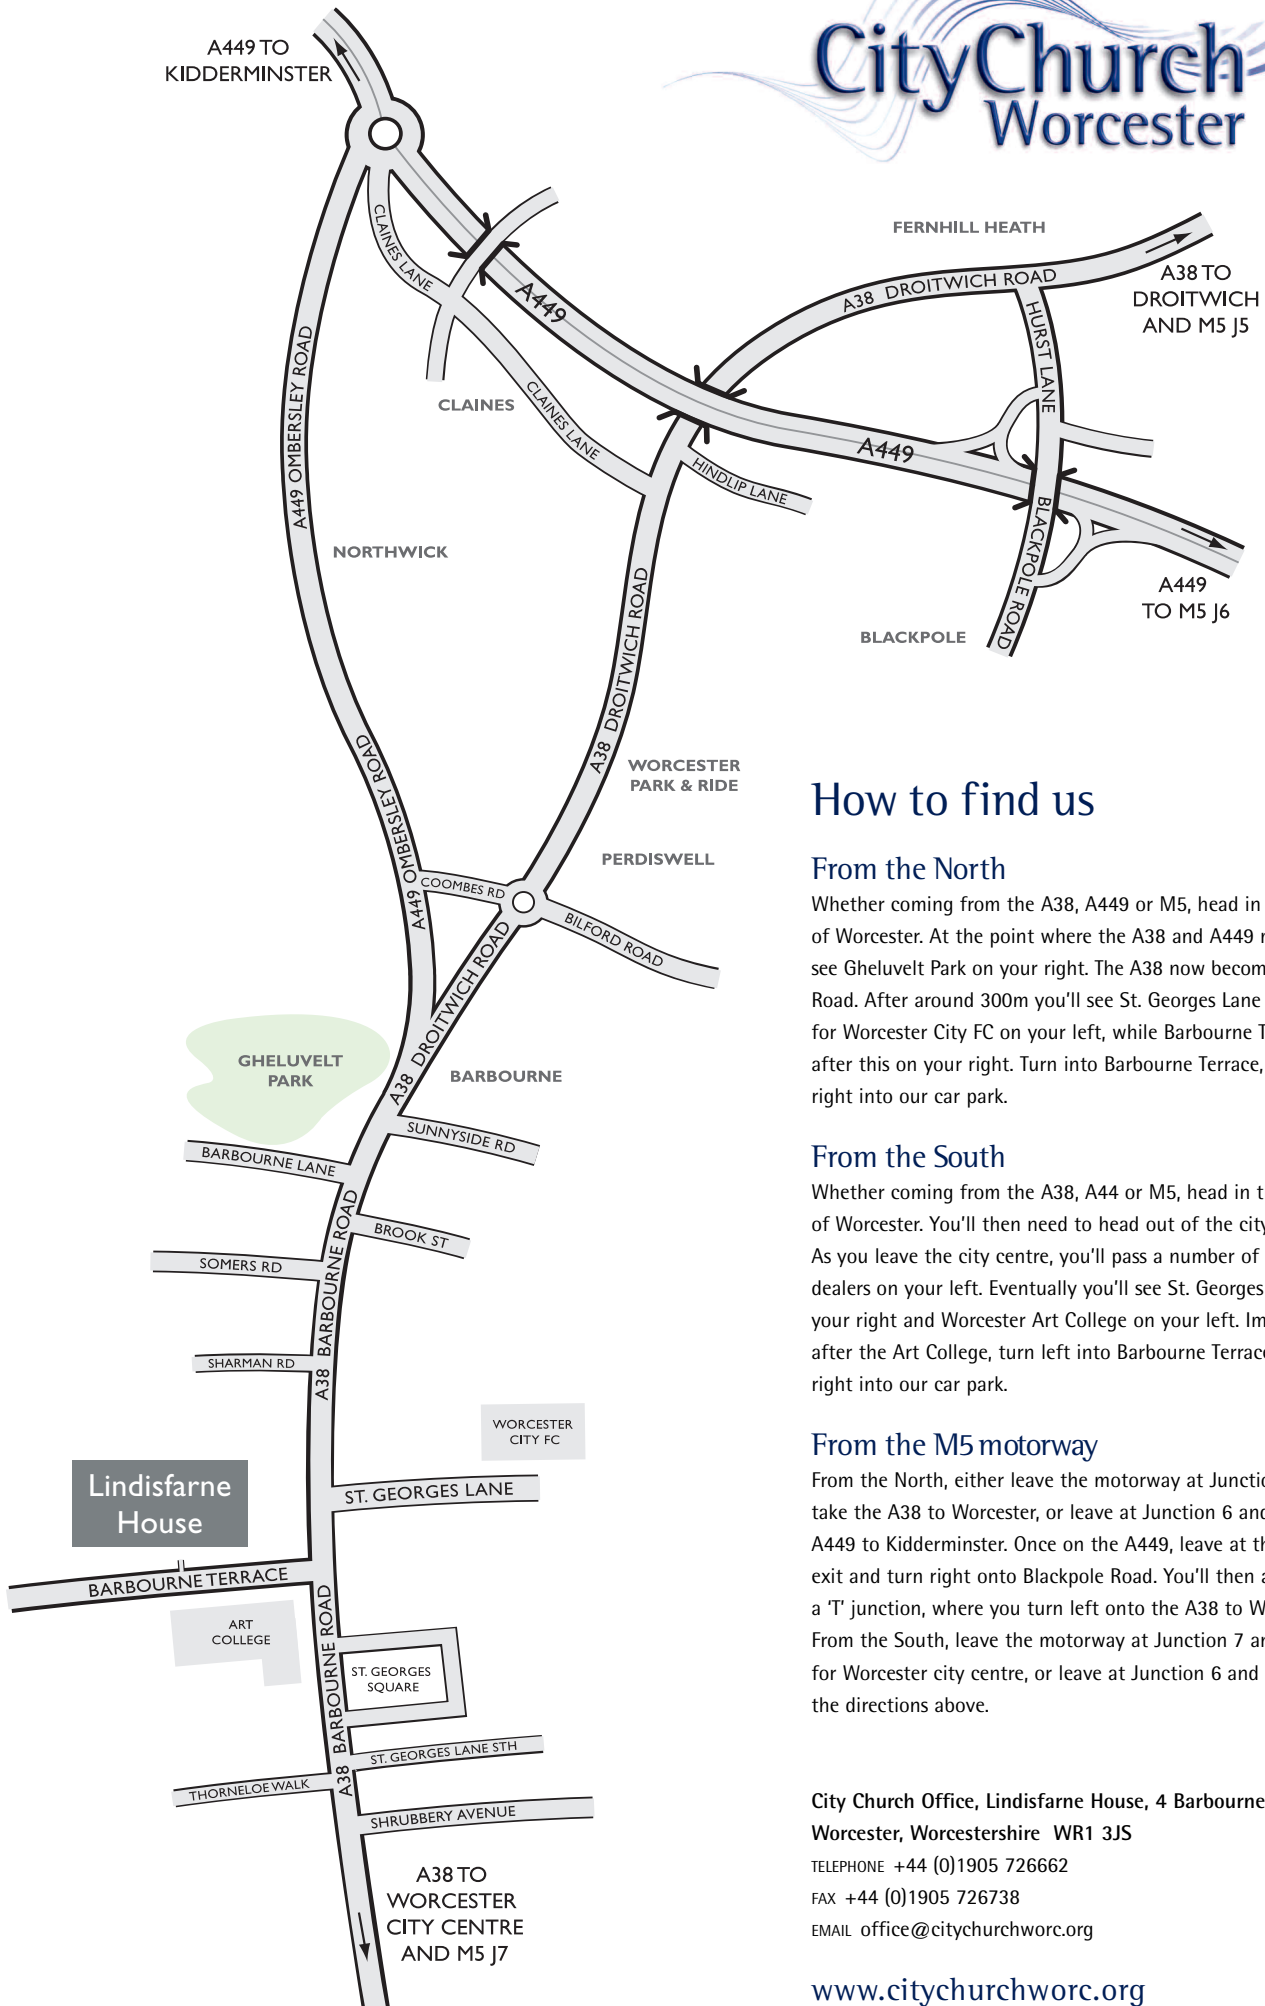 CityChurch
Worcester
A449 TO
KIDDERMINSTER
FERNHILL HEATH
A38 TO
DROITWICH
AND M5 J5
A38 DROITWICH ROAD
HURST LANE
CLAINES LANE
A449
A449 OMBERSLEY ROAD
CLAINES
CLAINES LANE
A449
HINDLIP LANE
BLACKPOLE ROAD
NORTHWICK
A449
TO M5 J6
BLACKPOLE
A38 DROITWICH ROAD
A449 OMBERSLEY ROAD
WORCESTER
PARK & RIDE
PERDISWELL
COOMBES RD
BILFORD ROAD
A38 DROITWICH ROAD
GHELUVELT
PARK
BARBOURNE
SUNNYSIDE RD
BARBOURNE LANE
BROOK ST
SOMERS RD
A38 BARBOURNE ROAD
SHARMAN RD
WORCESTER
CITY FC
Lindisfarne
House
ST. GEORGES LANE
BARBOURNE TERRACE
ART
COLLEGE
A38 BARBOURNE ROAD
ST. GEORGES
SQUARE
ST. GEORGES LANE STH
THORNELOE WALK
SHRUBBERY AVENUE
A38 TO
WORCESTER
CITY CENTRE
AND M5 J7
How to find us
From the North
Whether coming from the A38, A449 or M5, head in
of Worcester. At the point where the A38 and A449
see Gheluvelt Park on your right. The A38 now becom
Road. After around 300m you'll see St. Georges Lane
for Worcester City FC on your left, while Barbourne T
after this on your right. Turn into Barbourne Terrace,
right into our car park.
From the South
Whether coming from the A38, A44 or M5, head in t
of Worcester. You'll then need to head out of the city
As you leave the city centre, you'll pass a number of
dealers on your left. Eventually you'll see St. Georges
your right and Worcester Art College on your left. Im
after the Art College, turn left into Barbourne Terrace
right into our car park.
From the M5 motorway
From the North, either leave the motorway at Junctio
take the A38 to Worcester, or leave at Junction 6 and
A449 to Kidderminster. Once on the A449, leave at th
exit and turn right onto Blackpole Road. You'll then a
a 'T' junction, where you turn left onto the A38 to W
From the South, leave the motorway at Junction 7 an
for Worcester city centre, or leave at Junction 6 and
the directions above.
City Church Office, Lindisfarne House, 4 Barbourne
Worcester, Worcestershire WR1 3JS
TELEPHONE +44 (0)1905 726662
FAX +44 (0)1905 726738
EMAIL office@citychurchworc.org
www.citychurchworc.org